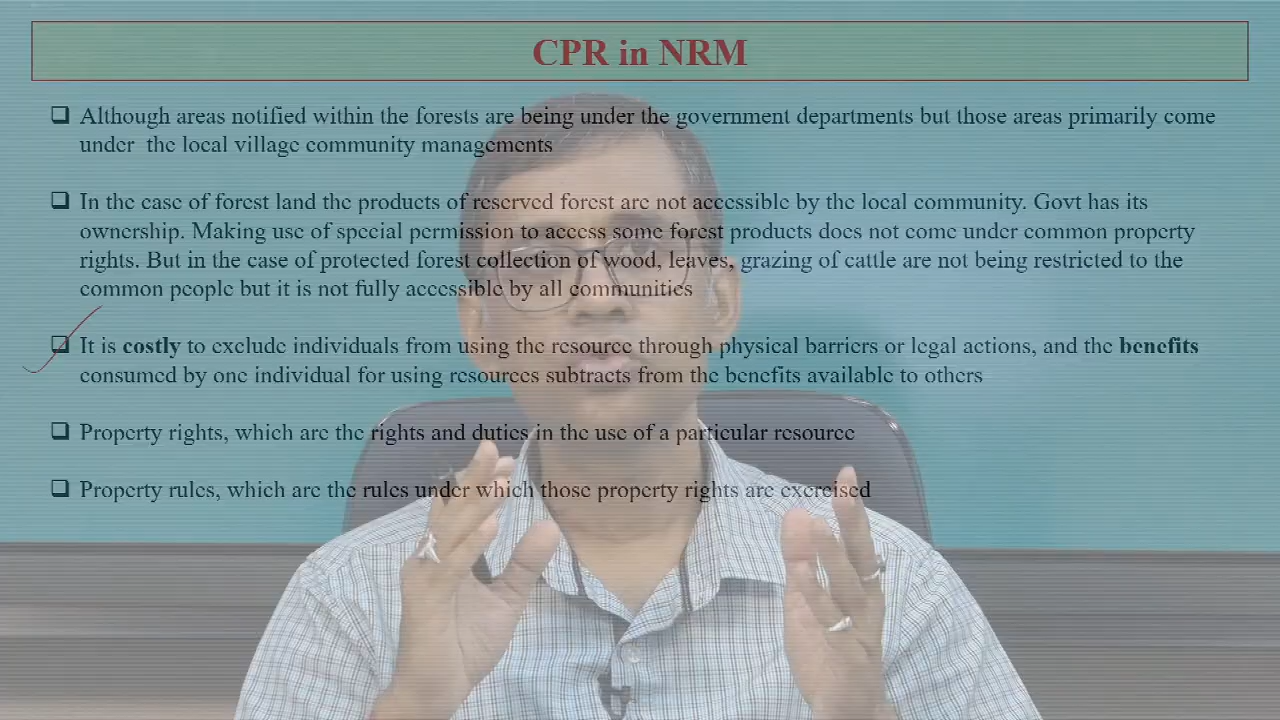 CPR in NRM
Although areas notified within the forests are being under the government departments but those areas primarily come
under the local village community managements
In the case of forest land the products of reserved forest are not accessible by the local community. Govt has its
ownership. Making use of special permission to access some forest products does not come under common property
rights. But in the case of protected forest collection of wood, leaves, grazing of cattle are not being restricted to the
common people but it is not fully accessible by all communities
It is costly to exclude individuals from using the resource through physical barriers or legal actions, and the benefits
consumed by one individual for using resources subtracts from the benefits available to others
Property rights, which are the rights and duties in the use of a particular resource
Property rules, which are the rules under which those property rights are exercised